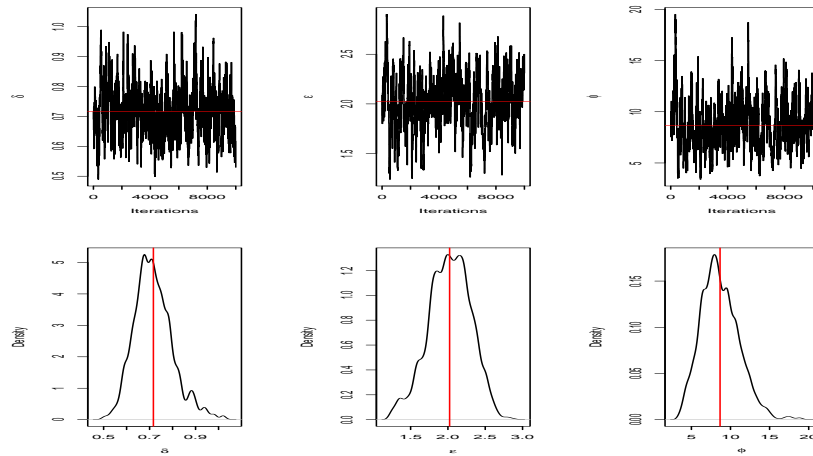 δ
0.5 0.6 0.7 0.8 0.9 1.0
0 4000 8000
Iterations
ε
1.5 2.0 2.5
0 4000 8000
Iterations
ϕ
5 10 15 20
0 4000 8000
Iterations
Density
0 1 2 3 4 5
0.5 0.7 0.9
δ
Density
0.0 0.2 0.4 0.6 0.8 1.0 1.2
1.5 2.0 2.5 3.0
ε
Density
0.00 0.05 0.10 0.15
5 10 15 20
ϕ